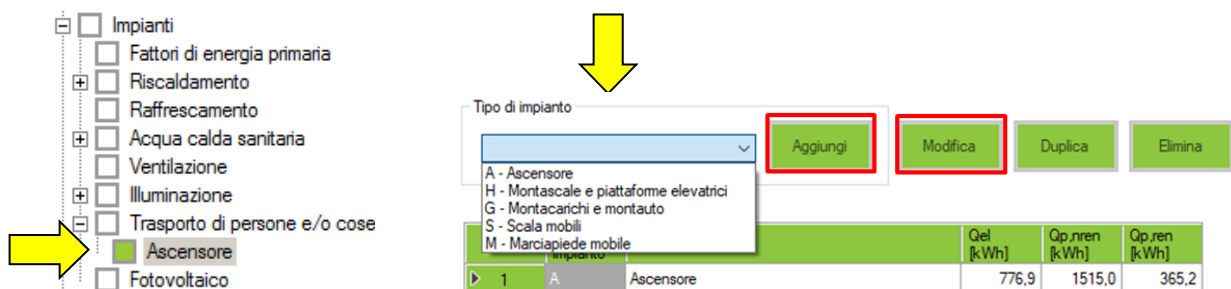 Impianti
Fattori di energia primaria
Riscaldamento
Raffrescamento
Acqua calda sanitaria
Ventilazione
Illuminazione
Trasporto di persone e/o cose
Ascensore
Fotovoltaico
Tipo di impianto
Aggiungi
Modifica
Duplica
Elimina
A - Ascensore
H - Montascale e piattaforme elevatrici
G - Montacarichi e montauto
S - Scala mobili
M - Marciapiede mobile
Impianto
Qel [kWh]
Qp,nren [kWh]
Qp,ren [kWh]
1 A Ascensore 776,9 1515,0 365,2